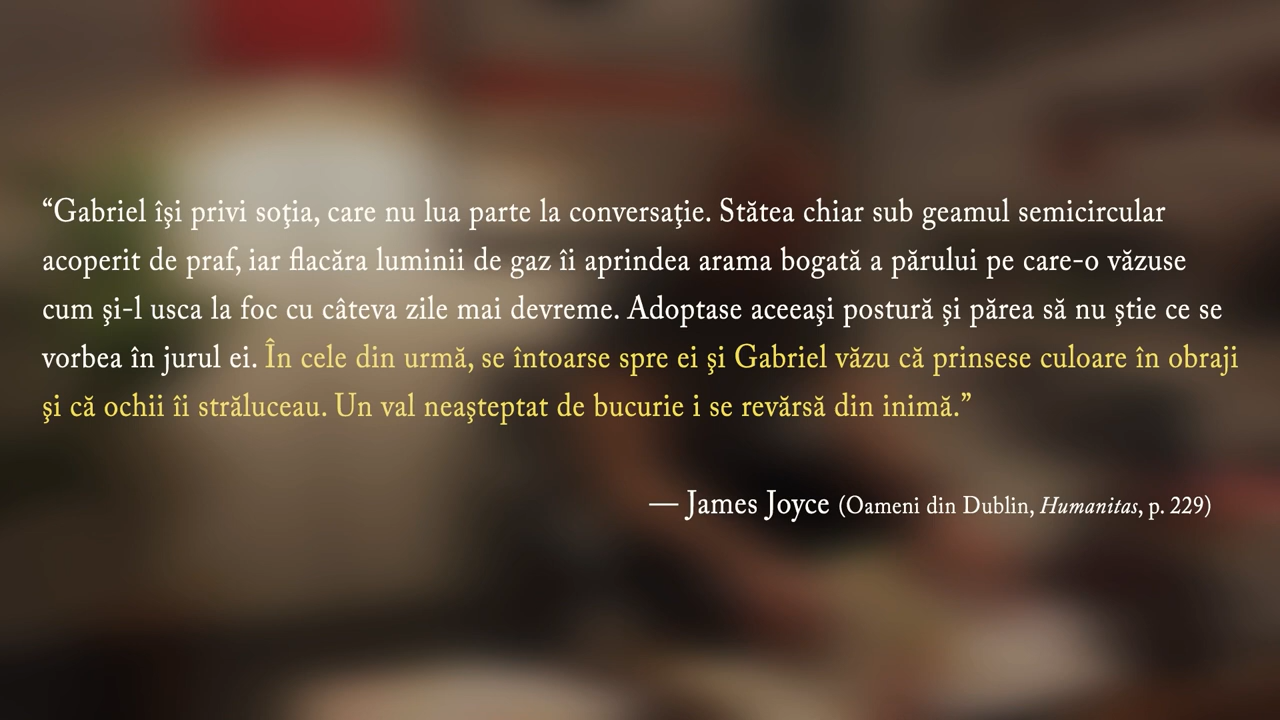 “Gabriel îşi privi soţia, care nu lua parte la conversaţie. Stătea chiar sub geamul semicircular
acoperit de praf, iar flacăra luminii de gaz îi aprindea arama bogată a părului pe care-o văzuse
cum şi-l usca la foc cu câteva zile mai devreme. Adoptase aceeaşi postură şi părea să nu ştie ce se
vorbea în jurul ei. În cele din urmă, se întoarse spre ei şi Gabriel văzu că prinsese culoare în obraji
şi că ochii îi străluceau. Un val neaşteptat de bucurie i se revărsă din inimă.”
— James Joyce (Oameni din Dublin, Humanitas, p. 229)